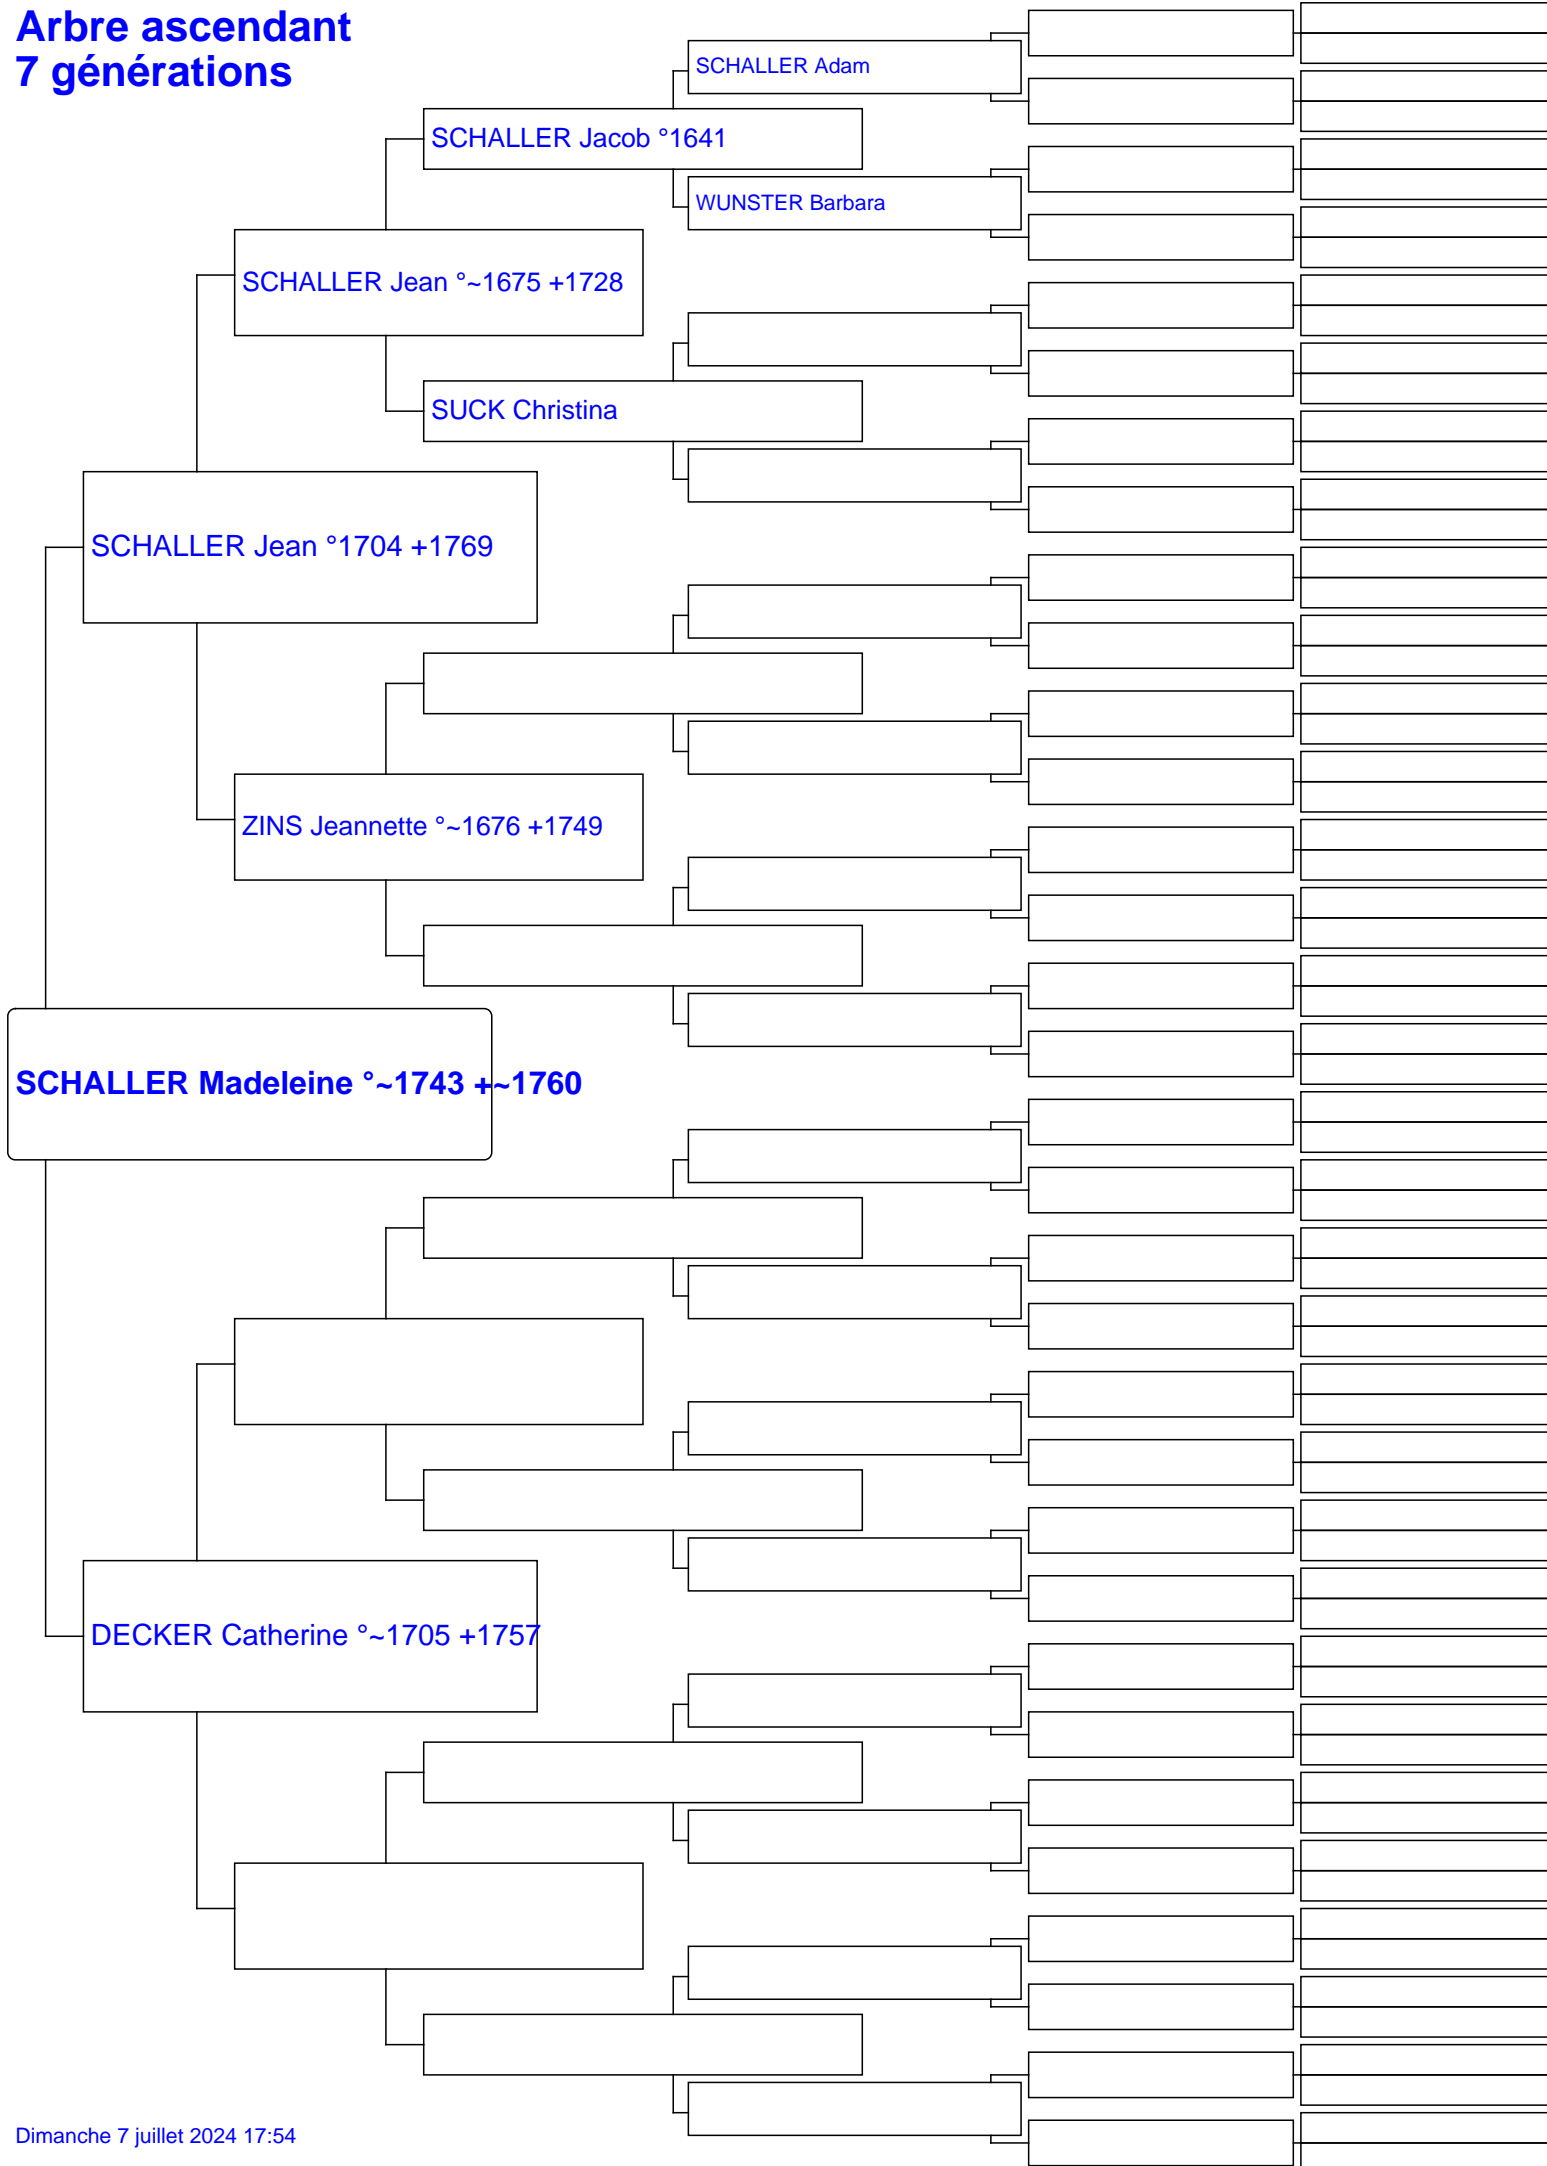 Arbre ascendant
7 générations
SCHALLER Adam
SCHALLER Jacob °1641
WUNSTER Barbara
SCHALLER Jean °~1675 +1728
SUCK Christina
SCHALLER Jean °1704 +1769
ZINS Jeannette °~1676 +1749
SCHALLER Madeleine °~1743 +~1760
DECKER Catherine °~1705 +1757
Dimanche 7 juillet 2024 17:54